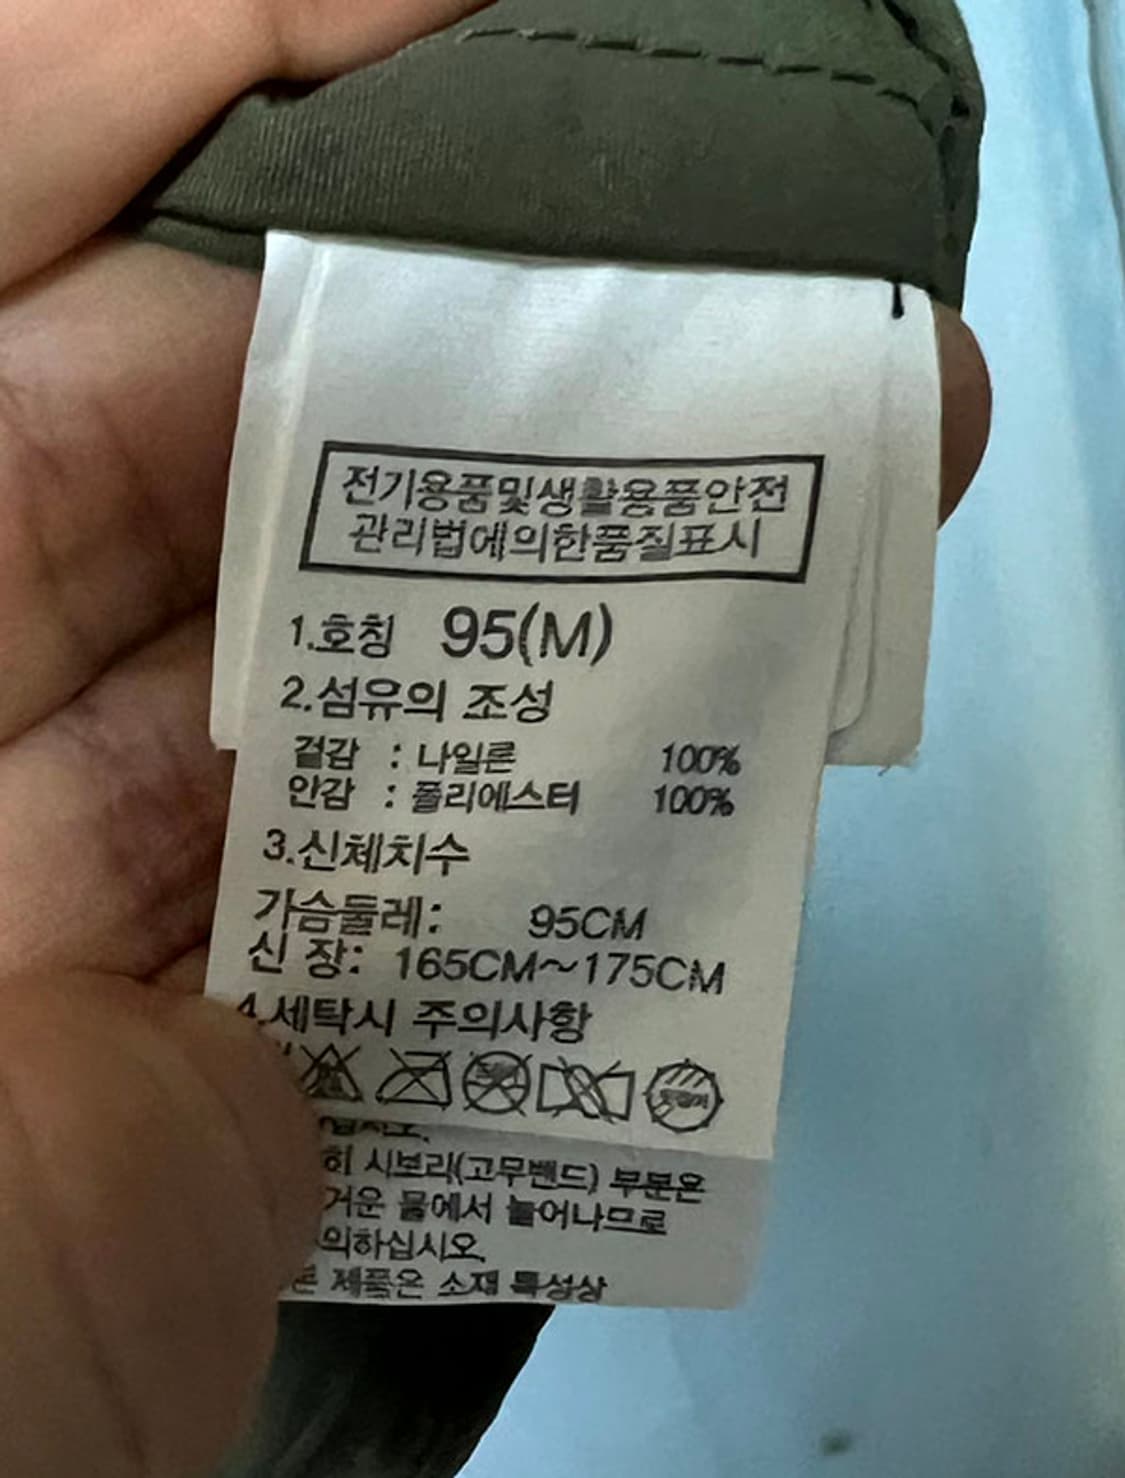 전기용품및생활용품안전
관리법에의한품질표시
1.호칭 95(M)
2.섬유의 조성
겉감 : 나일론 100%
안감 : 폴리에스터 100%
3.신체치수
가슴둘레: 95CM
신 장: 165CM~175CM
4.세탁시 주의사항
히 시보리(고무밴드) 부분은
거운 물에서 늘어나므로
의하십시오.
제품은 소재 특성상